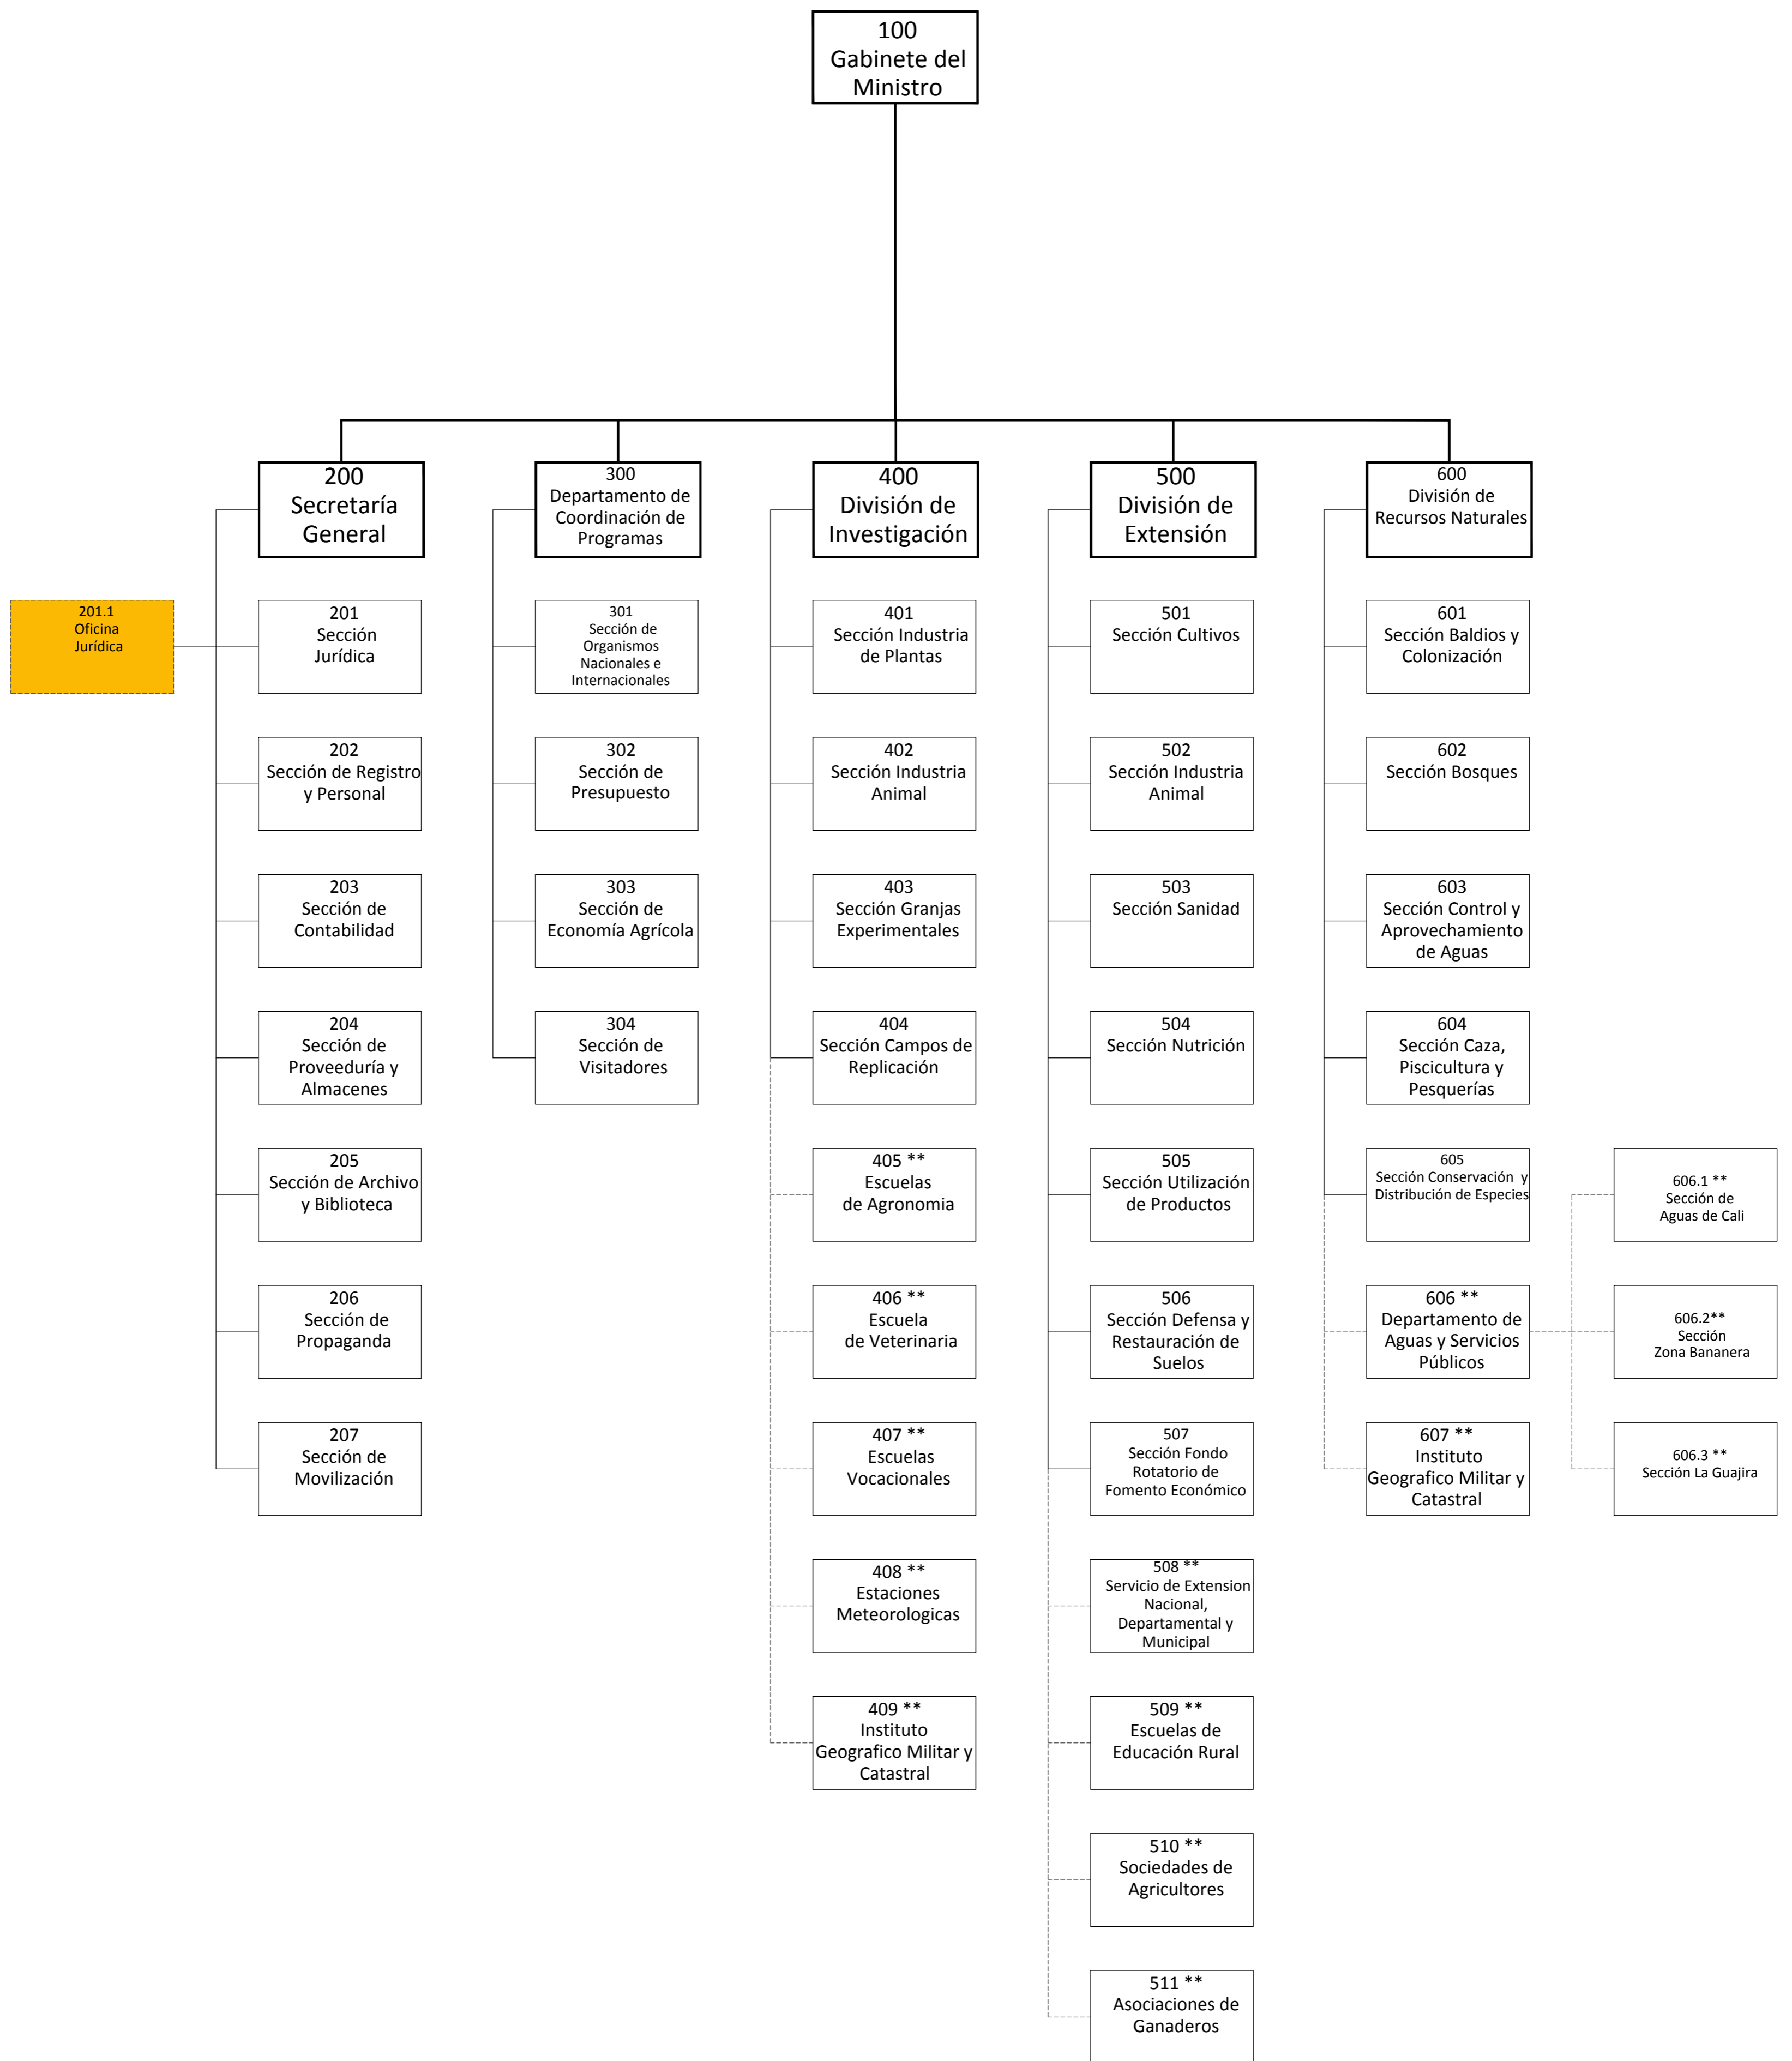 100
Gabinete del
Ministro
200
Secretaría
General
300
Departamento de
Coordinación de
Programas
400
División de
Investigación
500
División de
Extensión
600
División de
Recursos Naturales
201.1
Oficina
Jurídica
201
Sección
Jurídica
301
Sección de
Organismos
Nacionales e
Internacionales
401
Sección Industria
de Plantas
501
Sección Cultivos
601
Sección Baldios y
Colonización
202
Sección de Registro
y Personal
302
Sección de
Presupuesto
402
Sección Industria
Animal
502
Sección Industria
Animal
602
Sección Bosques
203
Sección de
Contabilidad
303
Sección de
Economía Agrícola
403
Sección Granjas
Experimentales
503
Sección Sanidad
603
Sección Control y
Aprovechamiento
de Aguas
204
Sección de
Proveeduría y
Almacenes
304
Sección de
Visitadores
404
Sección Campos de
Replicación
504
Sección Nutrición
604
Sección Caza,
Piscicultura y
Pesquerías
205
Sección de Archivo
y Biblioteca
405 **
Escuelas
de Agronomia
505
Sección Utilización
de Productos
605
Sección Conservación y
Distribución de Especies
606.1 **
Sección de
Aguas de Cali
206
Sección de
Propaganda
406 **
Escuela
de Veterinaria
506
Sección Defensa y
Restauración de
Suelos
606 **
Departamento de
Aguas y Servicios
Públicos
606.2**
Sección
Zona Bananera
207
Sección de
Movilización
407 **
Escuelas
Vocacionales
507
Sección Fondo
Rotatorio de
Fomento Económico
607 **
Instituto
Geografico Militar y
Catastral
606.3 **
Sección La Guajira
408 **
Estaciones
Meteorologicas
508 **
Servicio de Extension
Nacional,
Departamental y
Municipal
409 **
Instituto
Geografico Militar y
Catastral
509 **
Escuelas de
Educación Rural
510 **
Sociedades de
Agricultores
511 **
Asociaciones de
Ganaderos